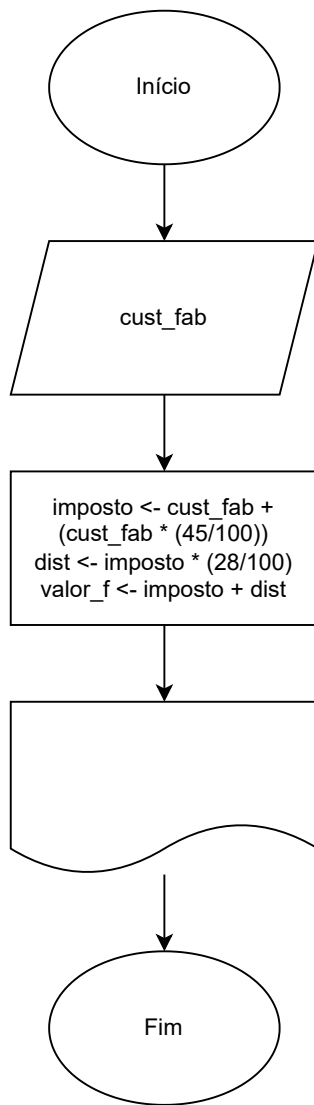 Início
cust_fab
imposto <- cust_fab +
(cust_fab * (45/100))
dist <- imposto * (28/100)
valor_f <- imposto + dist
Fim